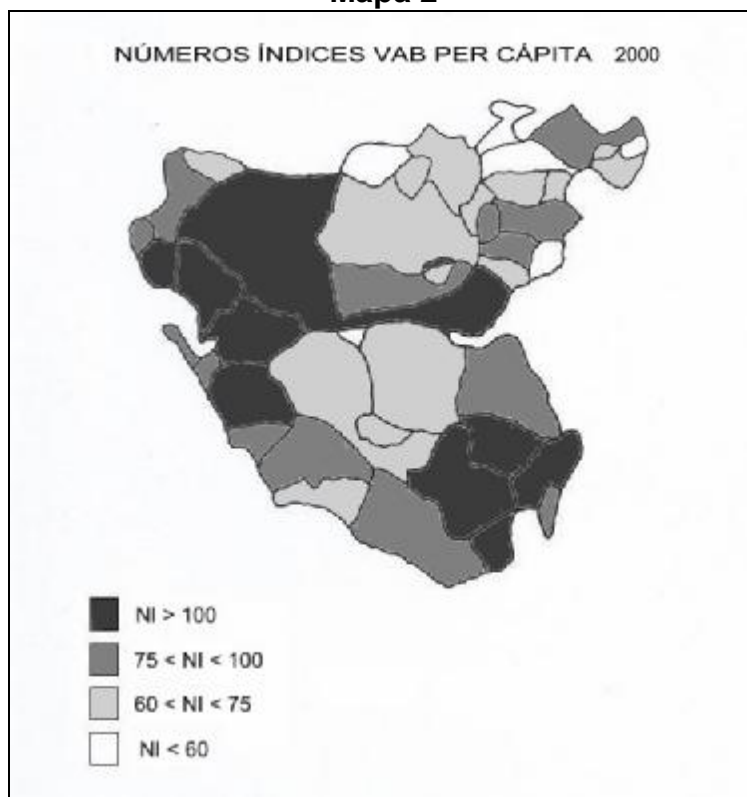 Mapa 2
NÚMEROS ÍNDICES VAB PER CÁPITA 2000
NI > 100
75 < NI < 100
60 < NI < 75
NI < 60